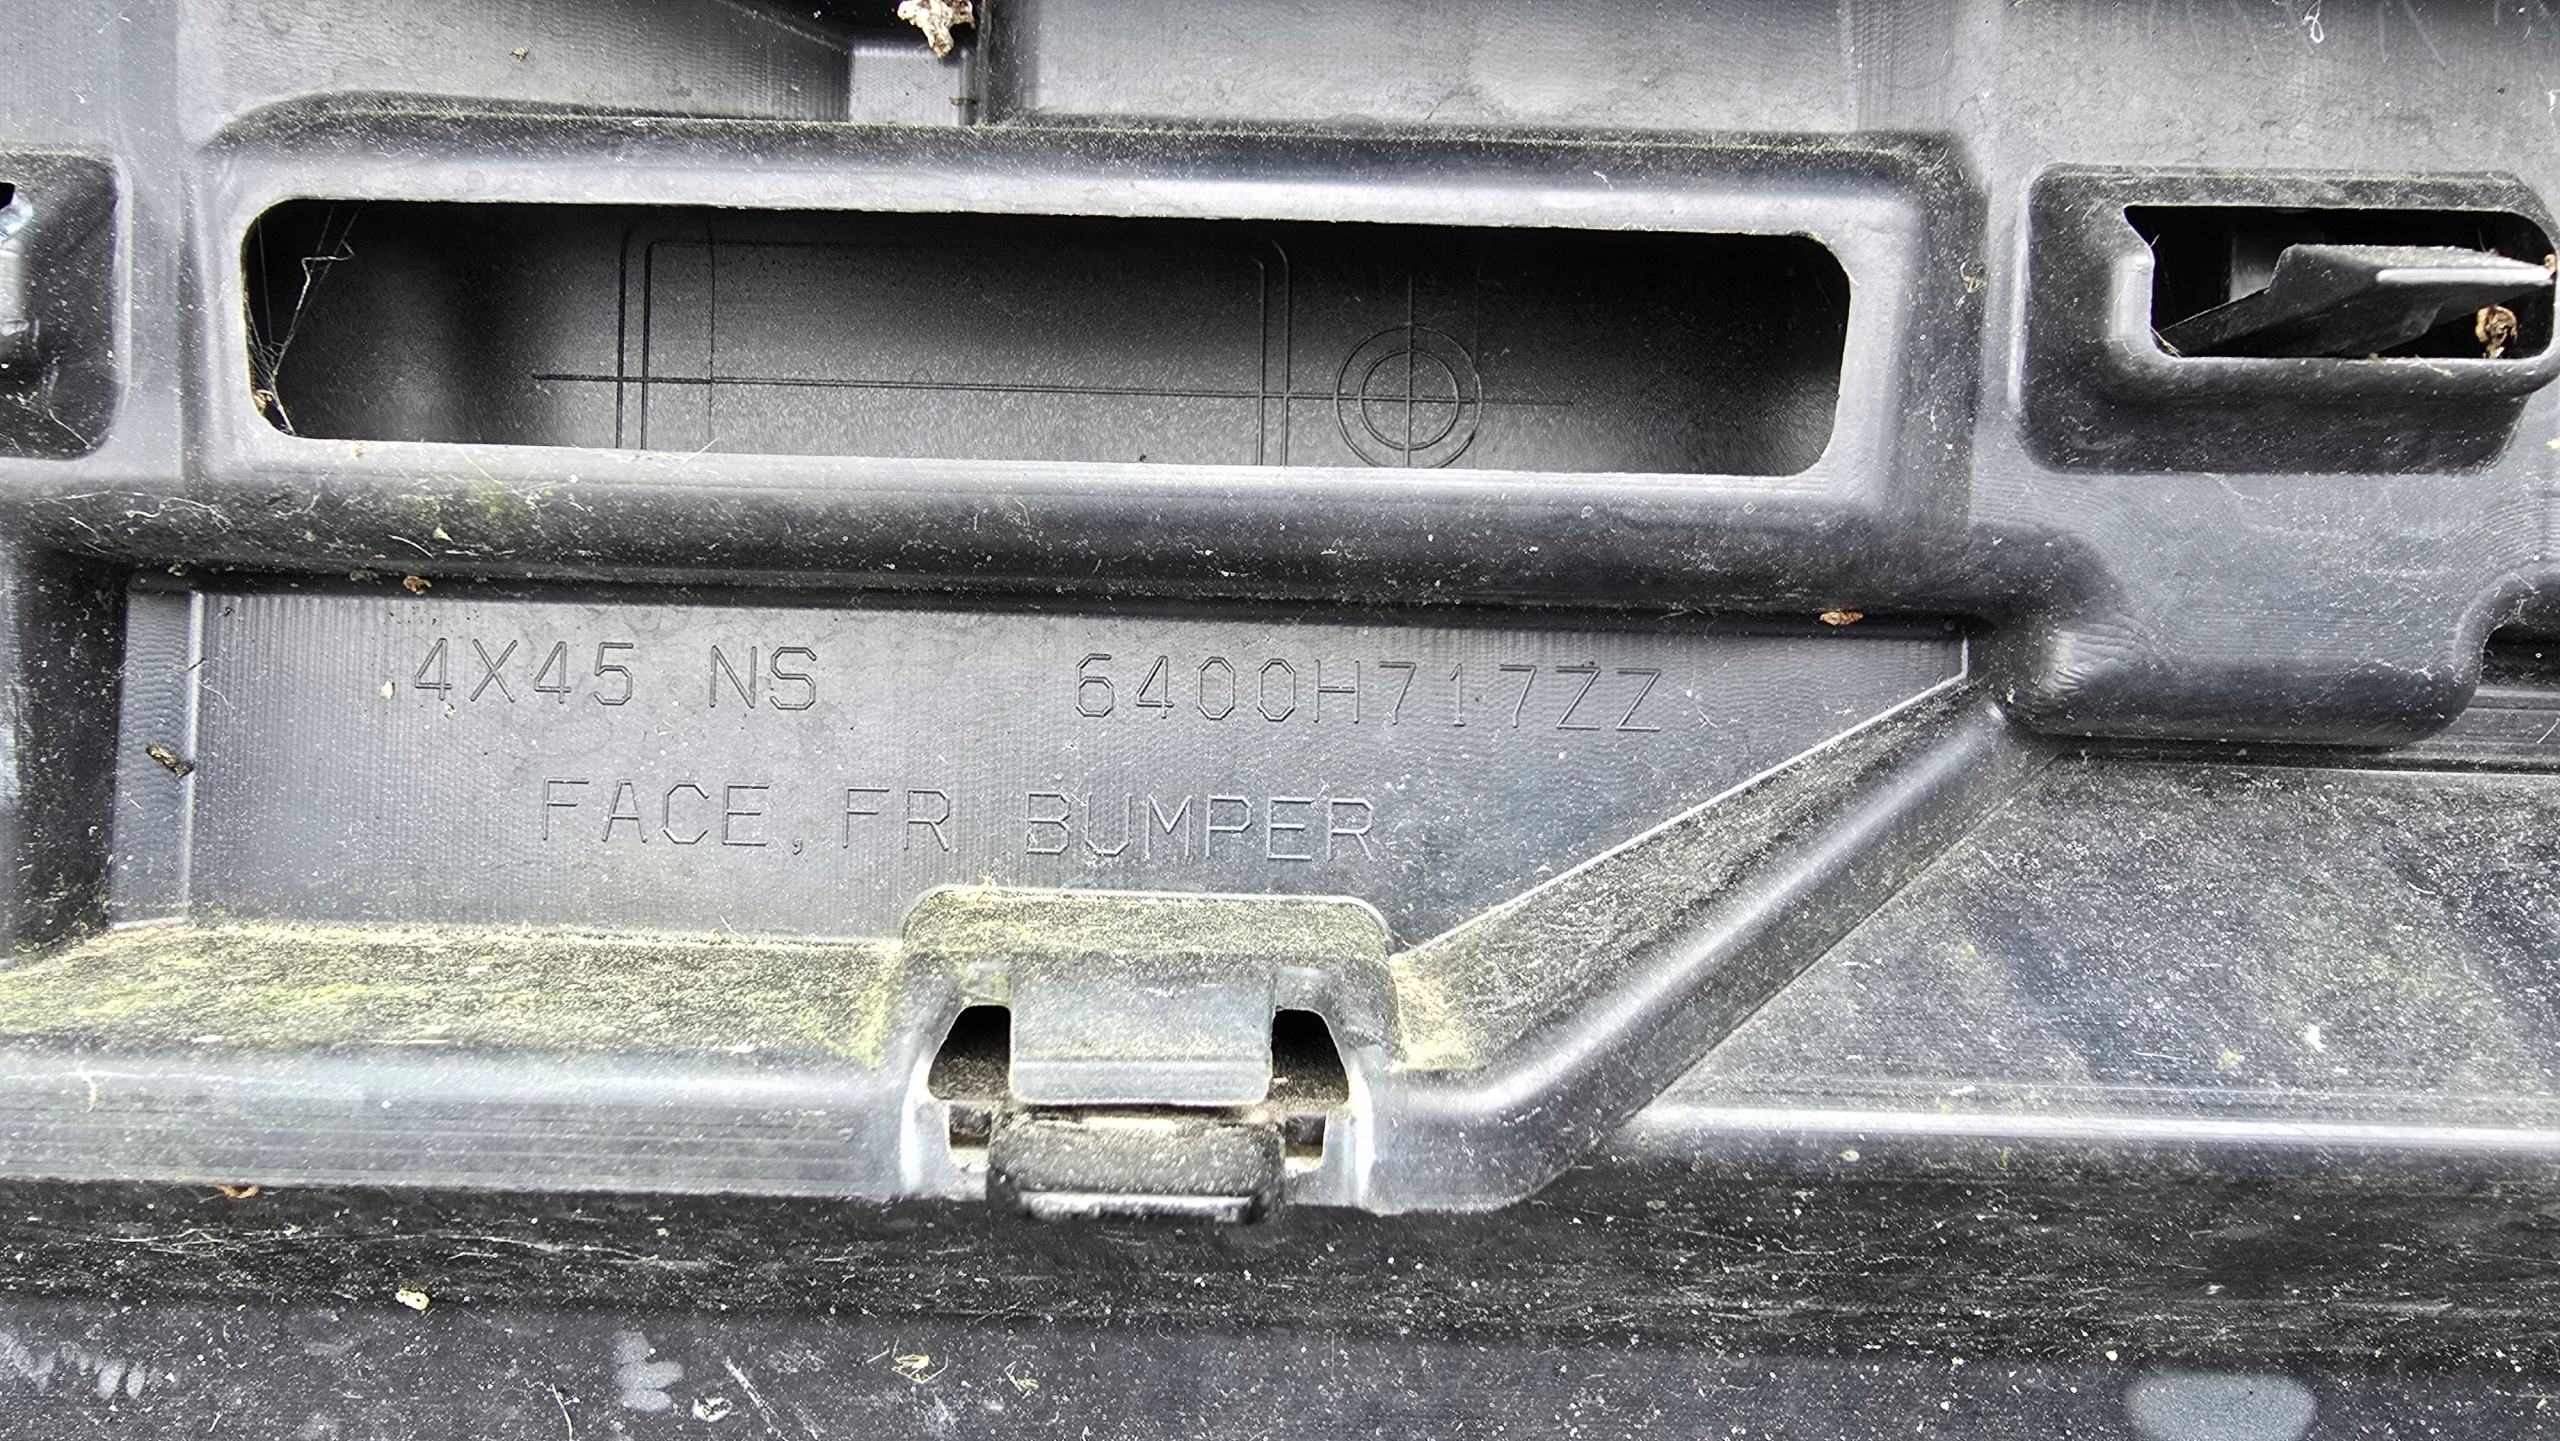 4X45 NS 6400H717ZZ
FACE, FR. BUMPER